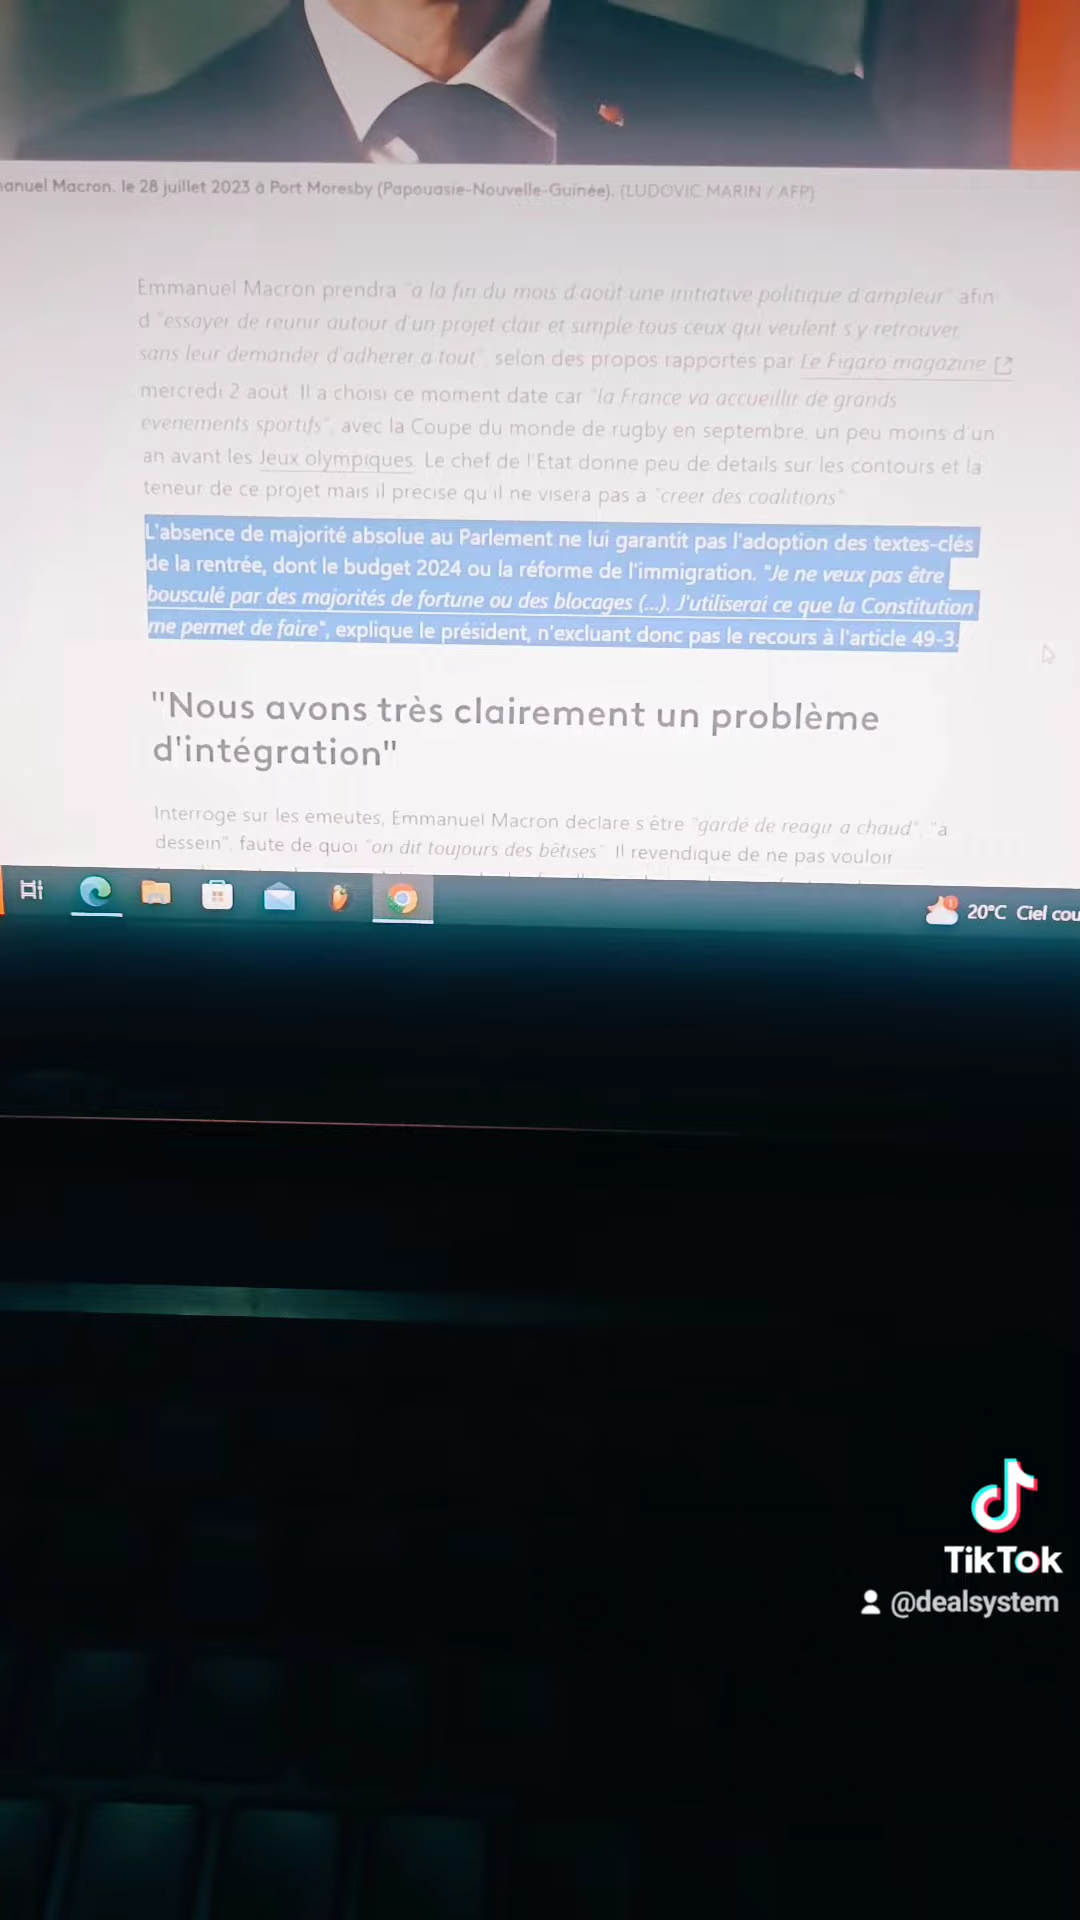 anuel Macron, le 28 juillet 2023 à Port Moresby (Papouasie-Nouvelle-Guinée). (LUDOVIC MARIN / AFP)
Emmanuel Macron prendra "à la fin du mois d'août une initiative politique d'ampleur" afin
d'"essayer de réunir autour d'un projet clair et simple tous ceux qui veulent s'y retrouver
sans leur demander d'adhérer à tout", selon des propos rapportés par Le Figaro magazine
mercredi 2 août. Il a choisi ce moment daté car "la France va accueillir de grands
évènements sportifs", avec la Coupe du monde de rugby en septembre, un peu moins d'un
an avant les Jeux olympiques. Le chef de l'Etat donne peu de détails sur les contours et la
teneur de ce projet mais il précise qu'il ne visera pas à "créer des coalitions".
L'absence de majorité absolue au Parlement ne lui garantit pas l'adoption des textes-clés
de la rentrée, dont le budget 2024 ou la réforme de l'immigration. "Je ne veux pas être
bousculé par des majorités de fortune ou des blocages (...). J'utiliserai ce que la Constitution
me permet de faire", explique le président, n'excluant donc pas le recours à l'article 49-3.
"Nous avons très clairement un problème
d'intégration"
Interrogé sur les émeutes, Emmanuel Macron déclare s'être "gardé de réagir à chaud", "à
dessein", faute de quoi "on dit toujours des bêtises". Il revendique de ne pas vouloir
20°C Ciel cou
TikTok
@dealsystem